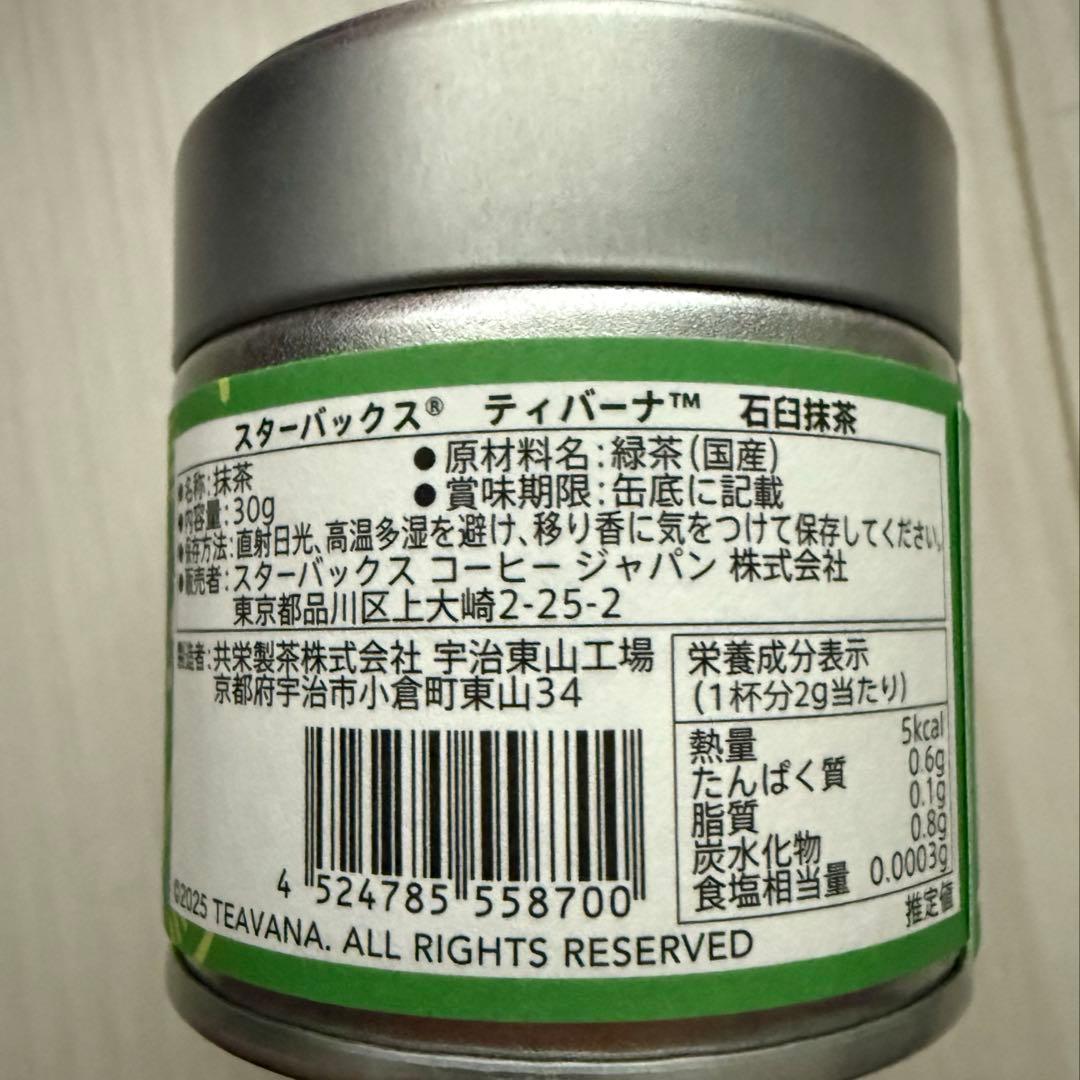 スターバックス® ティバーナ™ 石臼抹茶
●名称:抹茶
●原材料名:緑茶(国産)
●内容量:30g
●賞味期限:缶底に記載
●保存方法:直射日光、高温多湿を避け、移り香に気をつけて保存してください。
●販売者:スターバックス コーヒー ジャパン 株式会社
東京都品川区上大崎2-25-2
製造者:共栄製茶株式会社 宇治東山工場
京都府宇治市小倉町東山34
栄養成分表示
(1杯分2g当たり)
熱量 5kcal
たんぱく質 0.6g
脂質 0.1g
炭水化物 0.8g
食塩相当量 0.0003g
推定値
4 524785 558700
©2025 TEAVANA. ALL RIGHTS RESERVED